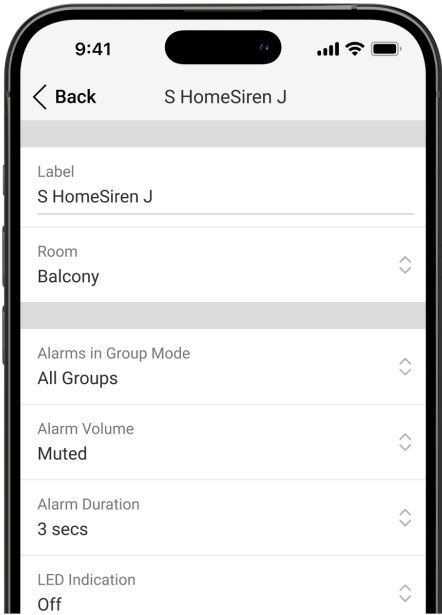 9:41
Back
S HomeSiren J
Label
S HomeSiren J
Room
Balcony
Alarms in Group Mode
All Groups
Alarm Volume
Muted
Alarm Duration
3 secs
LED Indication
Off